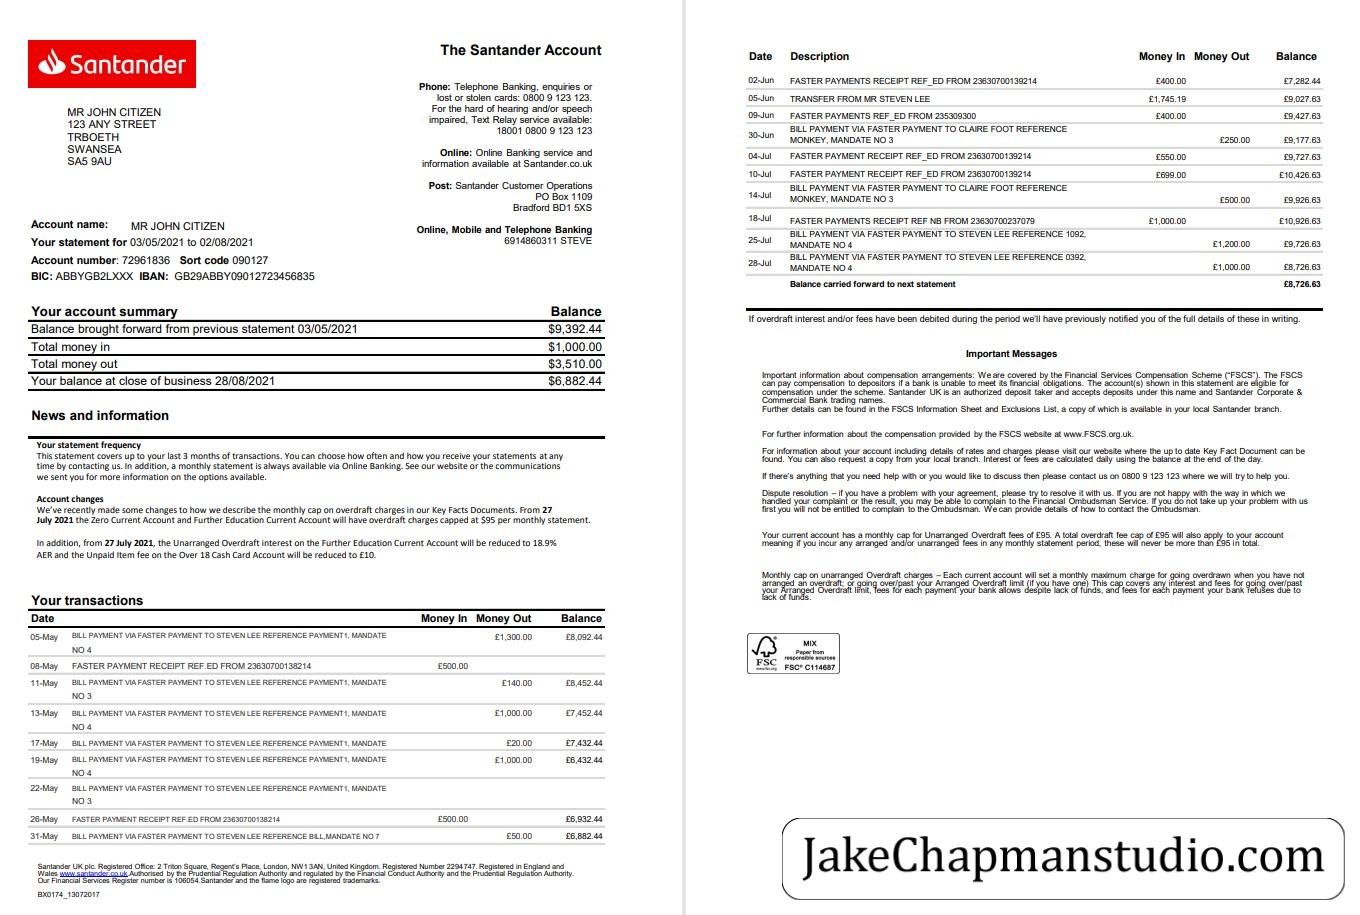 Santander
The Santander Account
MR JOHN CITIZEN
123 ANY STREET
TRBOETH
SWANSEA
SA5 9AU
Phone: Telephone Banking, enquiries or
lost or stolen cards: 0800 9 123 123.
For the hard of hearing and/or speech
impaired, Text Relay service available:
18001 0800 9 123 123
Online: Online Banking service and
information available at Santander.co.uk
Post: Santander Customer Operations
PO Box 1109
Bradford BD1 5XS
Online, Mobile and Telephone Banking
6914860311 STEVE
Account name: MR JOHN CITIZEN
Your statement for 03/05/2021 to 02/08/2021
Account number: 72961836 Sort code 090127
BIC: ABBYGB2LXXX IBAN: GB29ABBY09012723456835
Your account summary Balance
Balance brought forward from previous statement 03/05/2021 $9,392.44
Total money in $1,000.00
Total money out $3,510.00
Your balance at close of business 28/08/2021 $6,882.44
News and information
Your statement frequency
This statement covers up to your last 3 months of transactions. You can choose how often and how you receive your statements at any
time by contacting us. In addition, a monthly statement is always available via Online Banking. See our website or the communications
we sent you for more information on the options available.
Account changes
We've recently made some changes to how we describe the monthly cap on overdraft charges in our Key Facts Documents. From 27
July 2021 the Zero Current Account and Further Education Current Account will have overdraft charges capped at $95 per monthly statement.
In addition, from 27 July 2021, the Unarranged Overdraft interest on the Further Education Current Account will be reduced to 18.9%
AER and the Unpaid Item fee on the Over 18 Cash Card Account will be reduced to £10.
Your transactions
Date Money In Money Out Balance
05-May BILL PAYMENT VIA FASTER PAYMENT TO STEVEN LEE REFERENCE PAYMENT1, MANDATE £1,300.00 £8,092.44
NO 4
08-May FASTER PAYMENT RECEIPT REF.ED FROM 23630700138214 £500.00
11-May BILL PAYMENT VIA FASTER PAYMENT TO STEVEN LEE REFERENCE PAYMENT1, MANDATE £140.00 £8,452.44
NO 3
13-May BILL PAYMENT VIA FASTER PAYMENT TO STEVEN LEE REFERENCE PAYMENT1, MANDATE £1,000.00 £7,452.44
NO 4
17-May BILL PAYMENT VIA FASTER PAYMENT TO STEVEN LEE REFERENCE PAYMENT1, MANDATE £20.00 £7,432.44
19-May BILL PAYMENT VIA FASTER PAYMENT TO STEVEN LEE REFERENCE PAYMENT1, MANDATE £1,000.00 £6,432.44
NO 4
22-May BILL PAYMENT VIA FASTER PAYMENT TO STEVEN LEE REFERENCE PAYMENT1, MANDATE
NO 3
26-May FASTER PAYMENT RECEIPT REF.ED FROM 23630700138214 £500.00 £6,932.44
31-May BILL PAYMENT VIA FASTER PAYMENT TO STEVEN LEE REFERENCE BILL,MANDATE NO 7 £50.00 £6,882.44
Santander UK plc. Registered Office: 2 Triton Square, Regent's Place, London, NW1 3AN, United Kingdom. Registered Number 2294747. Registered in England and
Wales www.santander.co.uk.Authorised by the Prudential Regulation Authority and regulated by the Financial Conduct Authority and the Prudential Regulation Authority.
Our Financial Services Register number is 106054.Santander and the flame logo are registered trademarks.
BX0174_13072017
Date Description Money In Money Out Balance
02-Jun FASTER PAYMENTS RECEIPT REF_ED FROM 23630700139214 £400.00 £7,282.44
05-Jun TRANSFER FROM MR STEVEN LEE £1,745.19 £9,027.63
09-Jun FASTER PAYMENTS REF_ED FROM 235309300 £400.00 £9,427.63
30-Jun BILL PAYMENT VIA FASTER PAYMENT TO CLAIRE FOOT REFERENCE
MONKEY, MANDATE NO 3 £250.00 £9,177.63
04-Jul FASTER PAYMENT RECEIPT REF_ED FROM 23630700139214 £550.00 £9,727.63
10-Jul FASTER PAYMENT RECEIPT REF_ED FROM 23630700139214 £699.00 £10,426.63
14-Jul BILL PAYMENT VIA FASTER PAYMENT TO CLAIRE FOOT REFERENCE
MONKEY, MANDATE NO 3 £500.00 £9,926.63
18-Jul FASTER PAYMENTS RECEIPT REF NB FROM 23630700237079 £1,000.00 £10,926.63
25-Jul BILL PAYMENT VIA FASTER PAYMENT TO STEVEN LEE REFERENCE 1092,
MANDATE NO 4 £1,200.00 £9,726.63
28-Jul BILL PAYMENT VIA FASTER PAYMENT TO STEVEN LEE REFERENCE 0392,
MANDATE NO 4 £1,000.00 £8,726.63
Balance carried forward to next statement £8,726.63
If overdraft interest and/or fees have been debited during the period we'll have previously notified you of the full details of these in writing.
Important Messages
Important information about compensation arrangements: We are covered by the Financial Services Compensation Scheme ("FSCS"). The FSCS
can pay compensation to depositors if a bank is unable to meet its financial obligations. The account(s) shown in this statement are eligible for
compensation under the scheme. Santander UK is an authorized deposit taker and accepts deposits under this name and Santander Corporate &
Commercial Bank trading names.
Further details can be found in the FSCS Information Sheet and Exclusions List, a copy of which is available in your local Santander branch.
For further information about the compensation provided by the FSCS website at www.FSCS.org.uk.
For information about your account including details of rates and charges please visit our website where the up to date Key Fact Document can be
found. You can also request a copy from your local branch. Interest or fees are calculated daily using the balance at the end of the day.
If there's anything that you need help with or you would like to discuss then please contact us on 0800 9 123 123 where we will try to help you.
Dispute resolution – if you have a problem with your agreement, please try to resolve it with us. If you are not happy with the way in which we
handled your complaint or the result, you may be able to complain to the Financial Ombudsman Service. If you do not take up your problem with us
first you will not be entitled to complain to the Ombudsman. We can provide details of how to contact the Ombudsman.
Your current account has a monthly cap for Unarranged Overdraft fees of £95. A total overdraft fee cap of £95 will also apply to your account
meaning if you incur any arranged and/or unarranged fees in any monthly statement period, these will never be more than £95 in total.
Monthly cap on unarranged Overdraft charges – Each current account will set a monthly maximum charge for going overdrawn when you have not
arranged an overdraft; or going over/past your Arranged Overdraft limit (if you have one) This cap covers any interest and fees for going over/past
your Arranged Overdraft limit, fees for each payment your bank allows despite lack of funds, and fees for each payment your bank refuses due to
lack of funds.
FSC
www.fsc.org
MIX
Paper from
responsible sources
FSC® C114687
JakeChapmanstudio.com